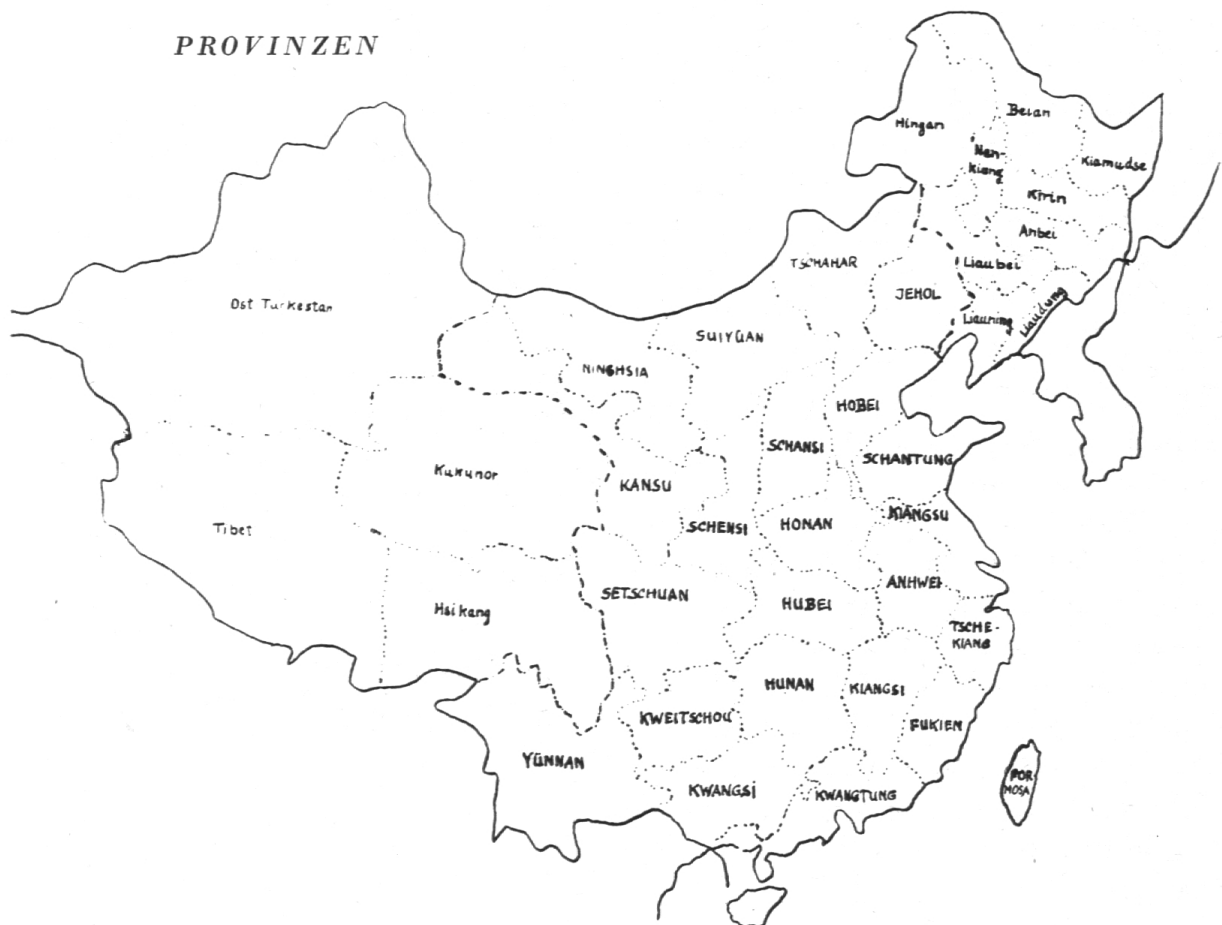 PROVINZEN
Hingan
Beian
Nan-
kiang
Kiamudse
Kirin
Anbei
Liaubei
TSCHAHAR
JEHOL
Liauning
Liaudung
Ost Turkestan
SUIYÜAN
NINGHSIA
HOBEI
SCHANSI
SCHANTUNG
Kukunor
KANSU
KIANGSU
Tibet
SCHENSI
HONAN
ANHWEI
SETSCHUAN
HUBEI
Hsikang
TSCHE-
KIANG
HUNAN
KIANGSI
KWEITSCHOU
FUKIEN
YÜNNAN
FOR
MOSA
KWANGSI
KWANGTUNG